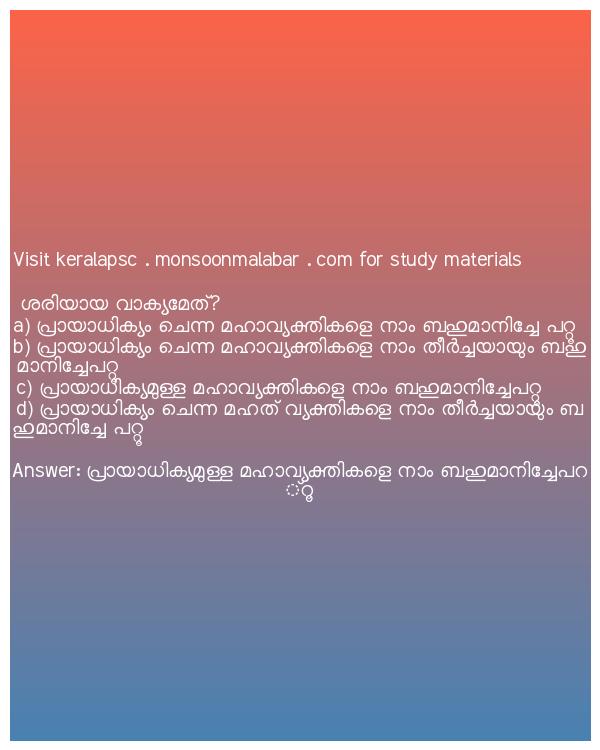 Visit keralapsc . monsoonmalabar . com for study materials
ശരിയായ വാക്യമേത്?
a) പ്രായാധിക്യം ചെന്ന മഹാവ്യക്തികളെ നാം ബഹുമാനിച്ചേ പറ്റൂ
b) പ്രായാധിക്യം ചെന്ന മഹാവ്യക്തികളെ നാം തീർച്ചയായും ബഹു
മാനിച്ചേപറ്റൂ
c) പ്രായാധിക്യമുള്ള മഹാവ്യക്തികളെ നാം ബഹുമാനിച്ചേപറ്റൂ
d) പ്രായാധിക്യം ചെന്ന മഹത് വ്യക്തികളെ നാം തീർച്ചയായും ബ
ഹുമാനിച്ചേ പറ്റൂ
Answer: പ്രായാധിക്യമുള്ള മഹാവ്യക്തികളെ നാം ബഹുമാനിച്ചേപറ
്റൂ